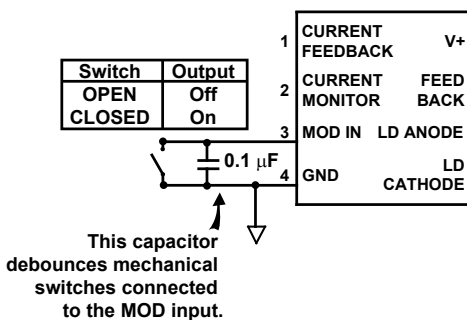 1 CURRENT FEEDBACK V+
Switch Output
OPEN Off
CLOSED On
2 CURRENT MONITOR FEED BACK
3 MOD IN LD ANODE
0.1 µF
4 GND LD CATHODE
This capacitor
debounces mechanical
switches connected
to the MOD input.